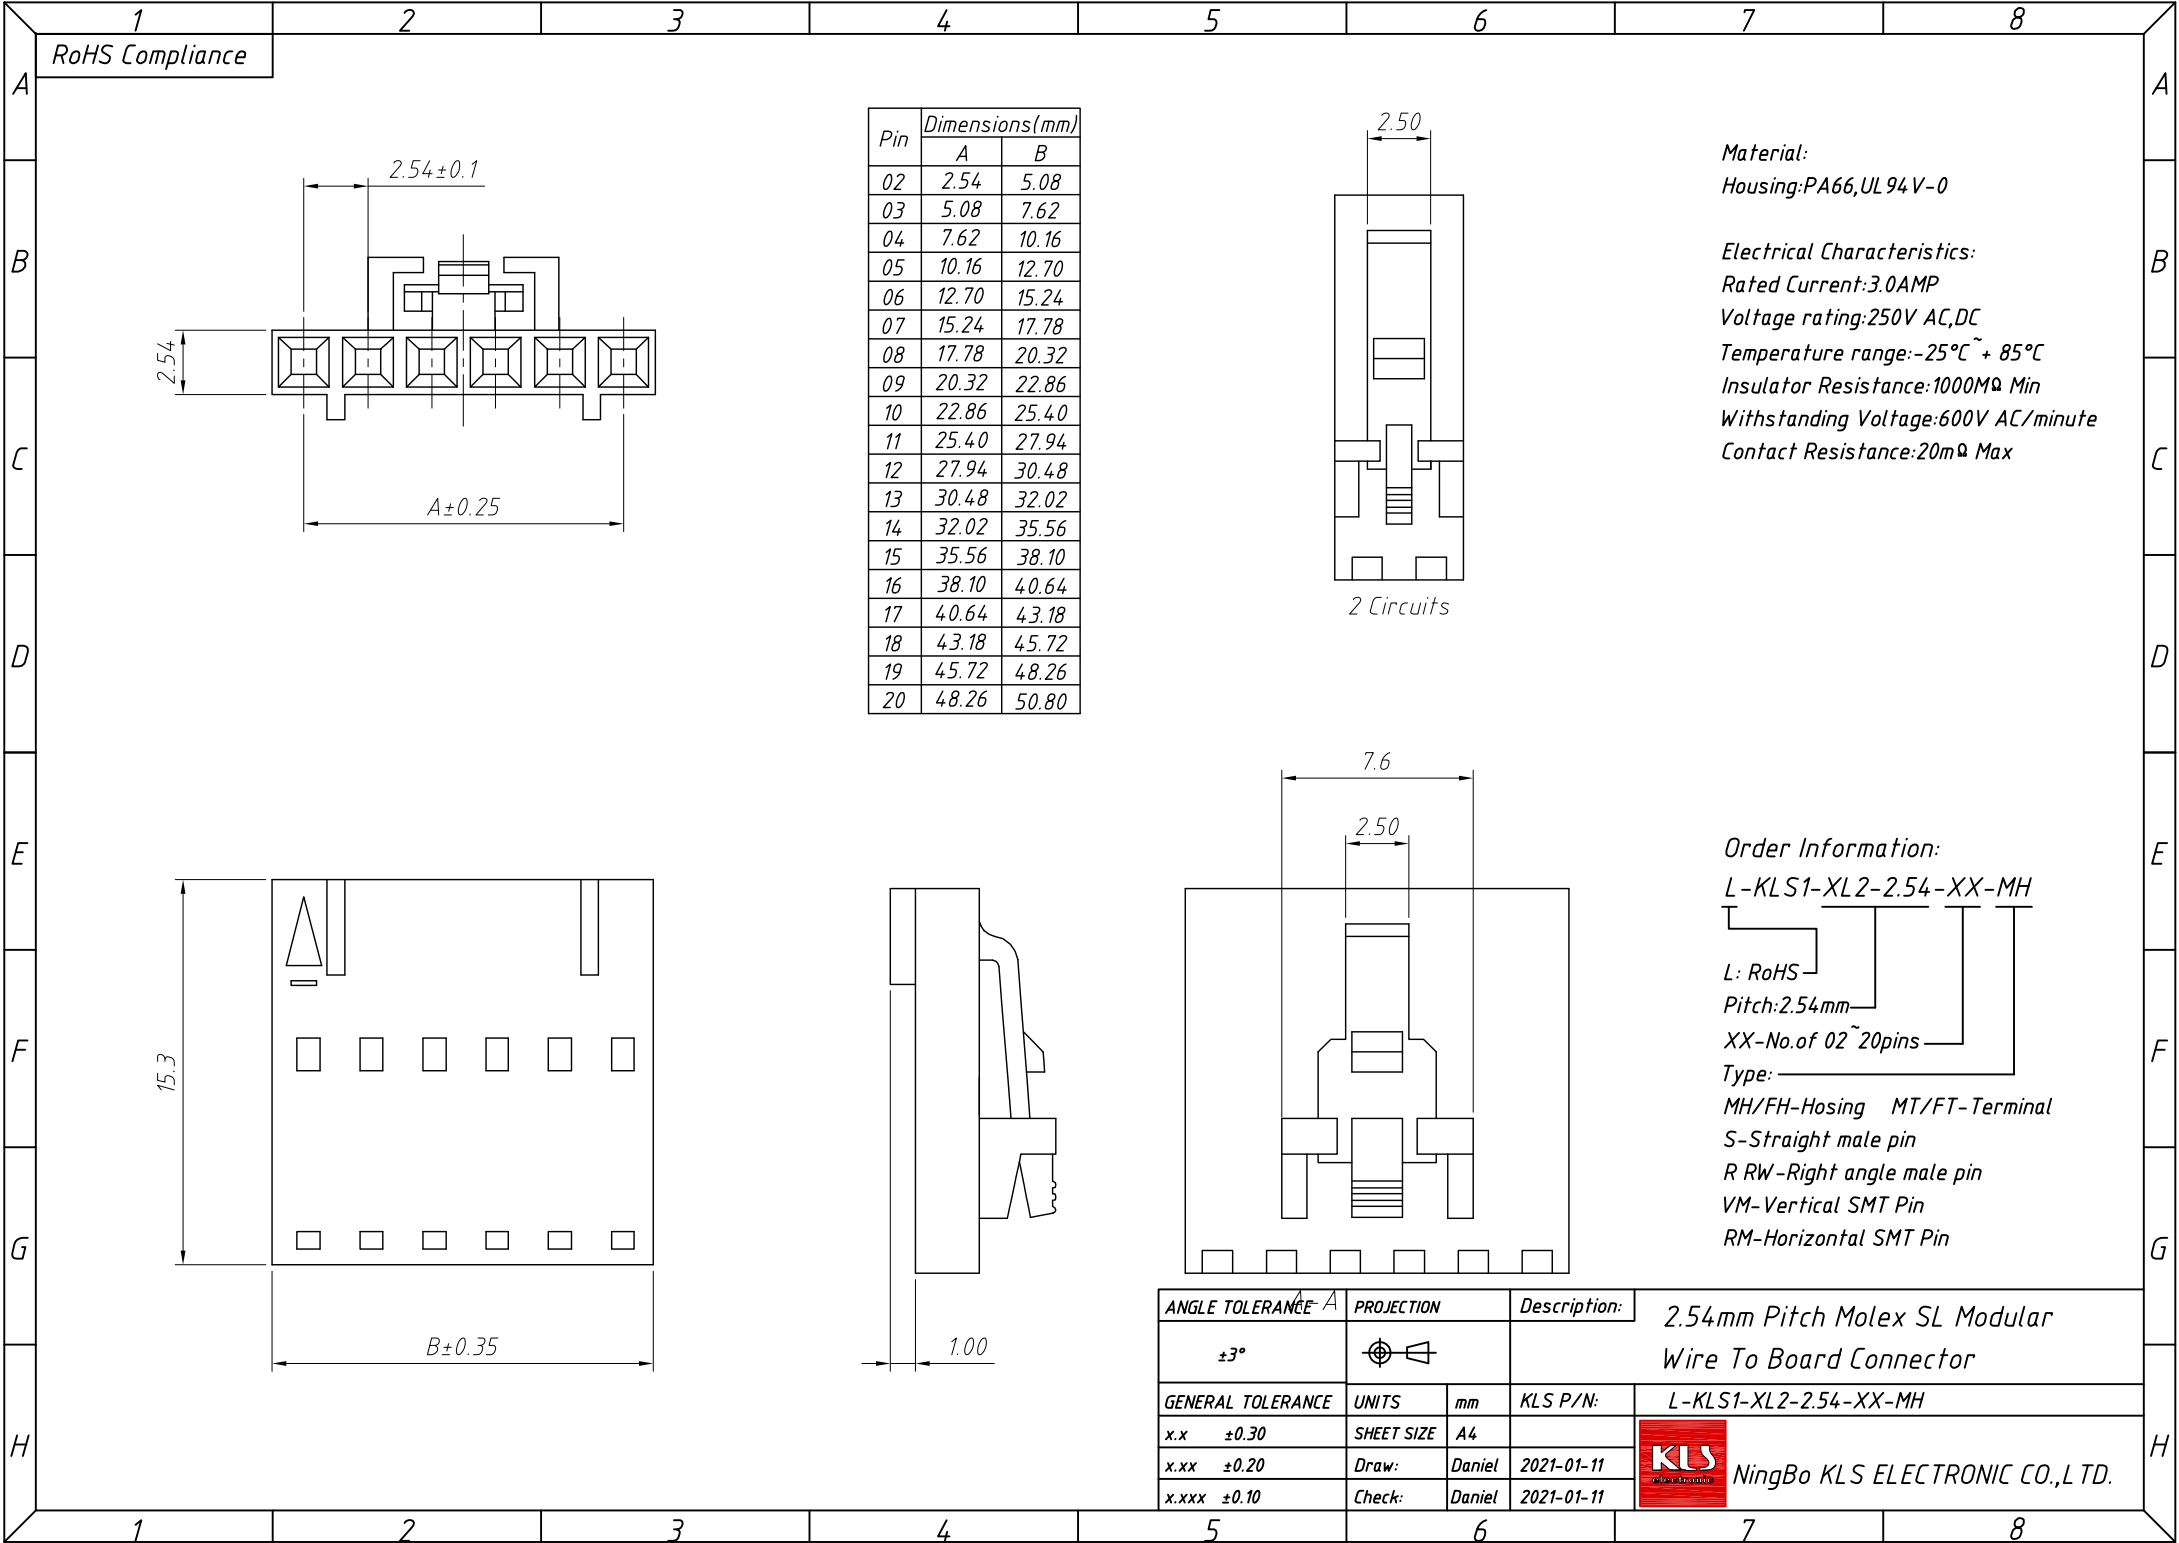 1 2 3 4 5 6 7 8
RoHS Compliance
A A
B B
C C
D D
E E
F F
G G
H H
2.54±0.1
2.54
A±0.25
Pin Dimensions(mm)
A B
02 2.54 5.08
03 5.08 7.62
04 7.62 10.16
05 10.16 12.70
06 12.70 15.24
07 15.24 17.78
08 17.78 20.32
09 20.32 22.86
10 22.86 25.40
11 25.40 27.94
12 27.94 30.48
13 30.48 32.02
14 32.02 35.56
15 35.56 38.10
16 38.10 40.64
17 40.64 43.18
18 43.18 45.72
19 45.72 48.26
20 48.26 50.80
2.50
2 Circuits
Material:
Housing:PA66,UL94V-0
Electrical Characteristics:
Rated Current:3.0AMP
Voltage rating:250V AC,DC
Temperature range:-25°C~+ 85°C
Insulator Resistance:1000MΩ Min
Withstanding Voltage:600V AC/minute
Contact Resistance:20mΩ Max
15.3
B±0.35
1.00
7.6
2.50
A-A
Order Information:
L-KLS1-XL2-2.54-XX-MH
L: RoHS
Pitch:2.54mm
XX-No.of 02~20pins
Type:
MH/FH-Hosing MT/FT-Terminal
S-Straight male pin
R RW-Right angle male pin
VM-Vertical SMT Pin
RM-Horizontal SMT Pin
ANGLE TOLERANCE PROJECTION Description: 2.54mm Pitch Molex SL Modular
±3° Wire To Board Connector
GENERAL TOLERANCE UNITS mm KLS P/N: L-KLS1-XL2-2.54-XX-MH
x.x ±0.30 SHEET SIZE A4
x.xx ±0.20 Draw: Daniel 2021-01-11
x.xxx ±0.10 Check: Daniel 2021-01-11
KLS
electronic
NingBo KLS ELECTRONIC CO.,LTD.
1 2 3 4 5 6 7 8